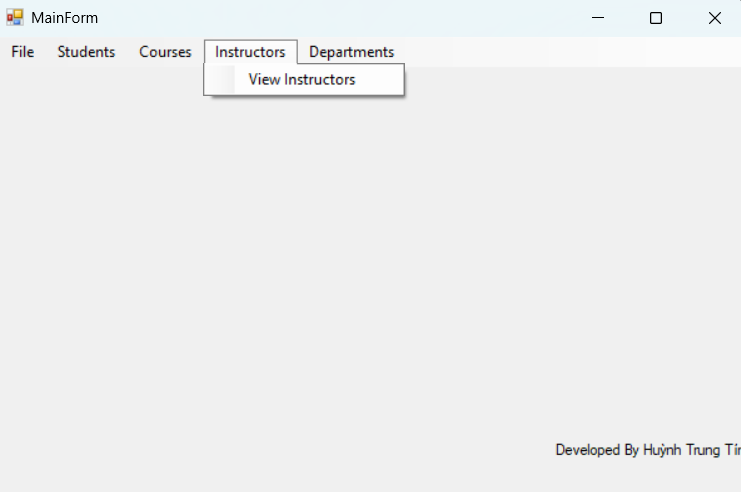 MainForm
File Students Courses Instructors Departments
View Instructors
Developed By Huỳnh Trung